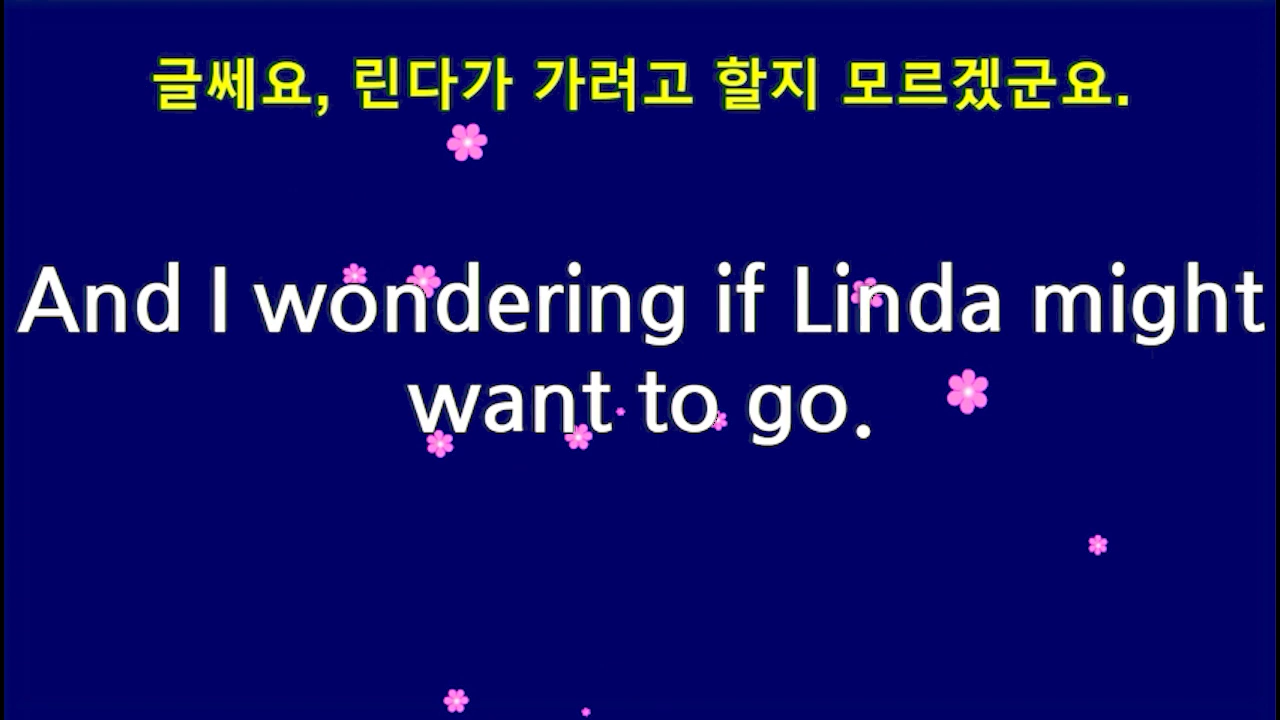 글쎄요, 린다가 가려고 할지 모르겠군요.
And I wondering if Linda might
want to go.